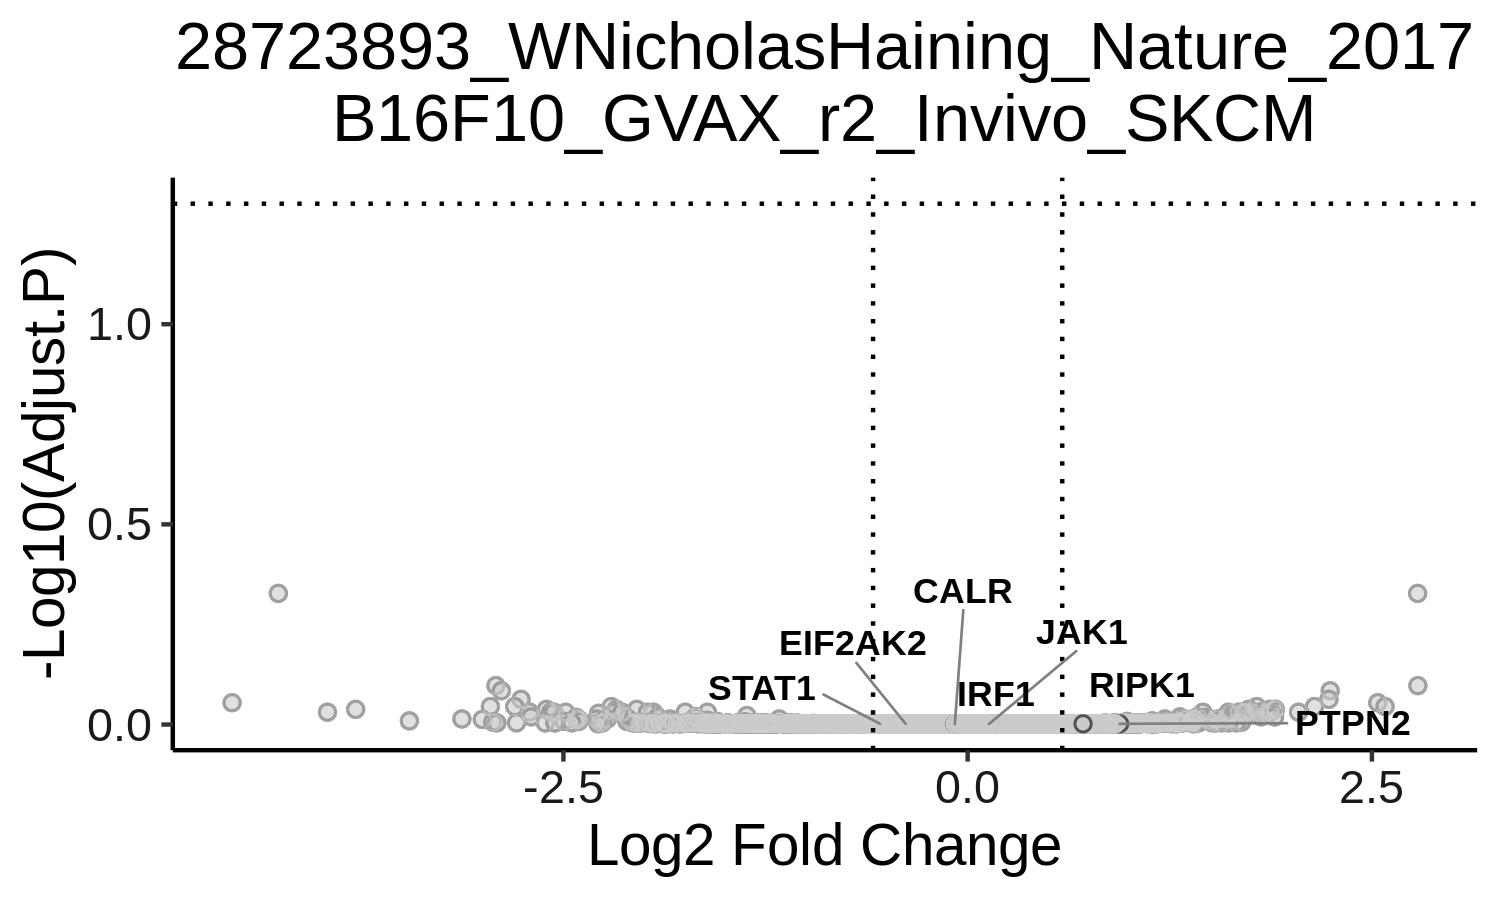 28723893_WNicholasHaining_Nature_2017
B16F10_GVAX_r2_Invivo_SKCM
-Log10(Adjust.P)
1.0
0.5
0.0
CALR
JAK1
EIF2AK2
STAT1
IRF1
RIPK1
PTPN2
-2.5
0.0
2.5
Log2 Fold Change